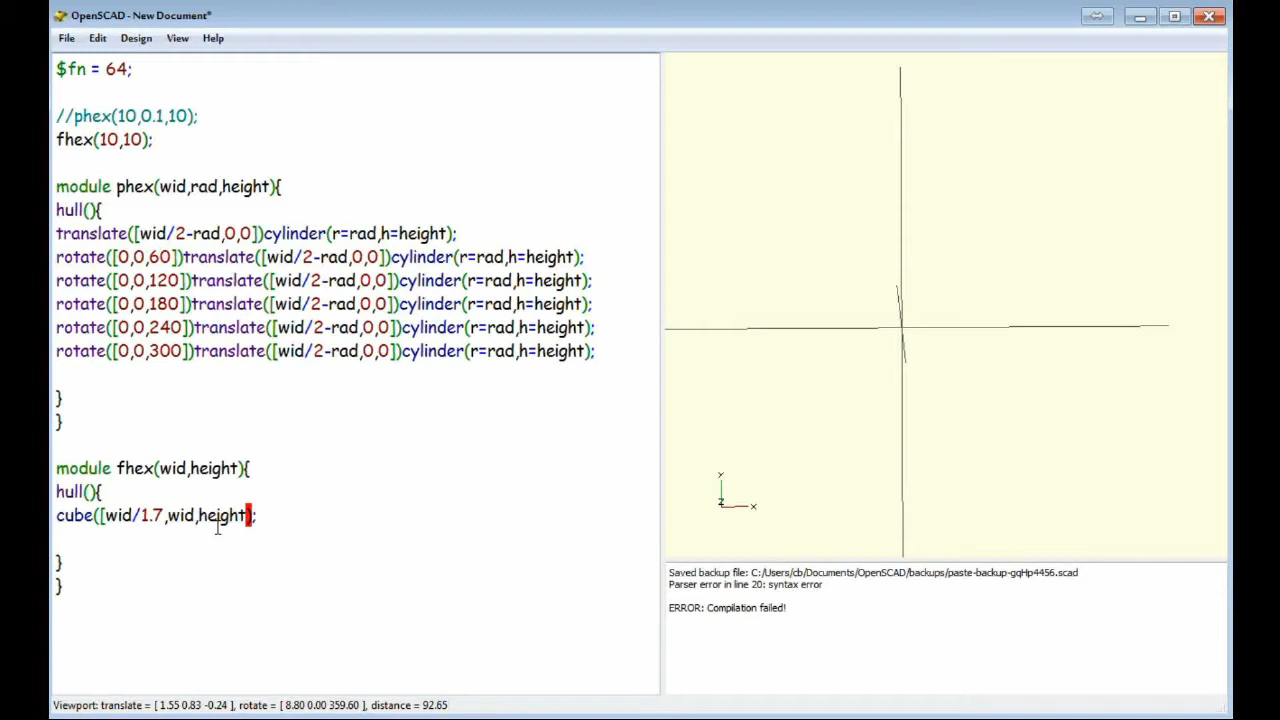 OpenSCAD - New Document*
File Edit Design View Help
$fn = 64;
//phex(10,0.1,10);
fhex(10,10);
module phex(wid,rad,height){
hull(){
translate([wid/2-rad,0,0])cylinder(r=rad,h=height);
rotate([0,0,60])translate([wid/2-rad,0,0])cylinder(r=rad,h=height);
rotate([0,0,120])translate([wid/2-rad,0,0])cylinder(r=rad,h=height);
rotate([0,0,180])translate([wid/2-rad,0,0])cylinder(r=rad,h=height);
rotate([0,0,240])translate([wid/2-rad,0,0])cylinder(r=rad,h=height);
rotate([0,0,300])translate([wid/2-rad,0,0])cylinder(r=rad,h=height);
}
}
module fhex(wid,height){
hull(){
cube([wid/1.7,wid,height);
}
}
Y
Z
X
Saved backup file: C:/Users/cb/Documents/OpenSCAD/backups/paste-backup-gqHp4456.scad
Parser error in line 20: syntax error
ERROR: Compilation failed!
Viewport: translate = [ 1.55 0.83 -0.24 ], rotate = [ 8.80 0.00 359.60 ], distance = 92.65